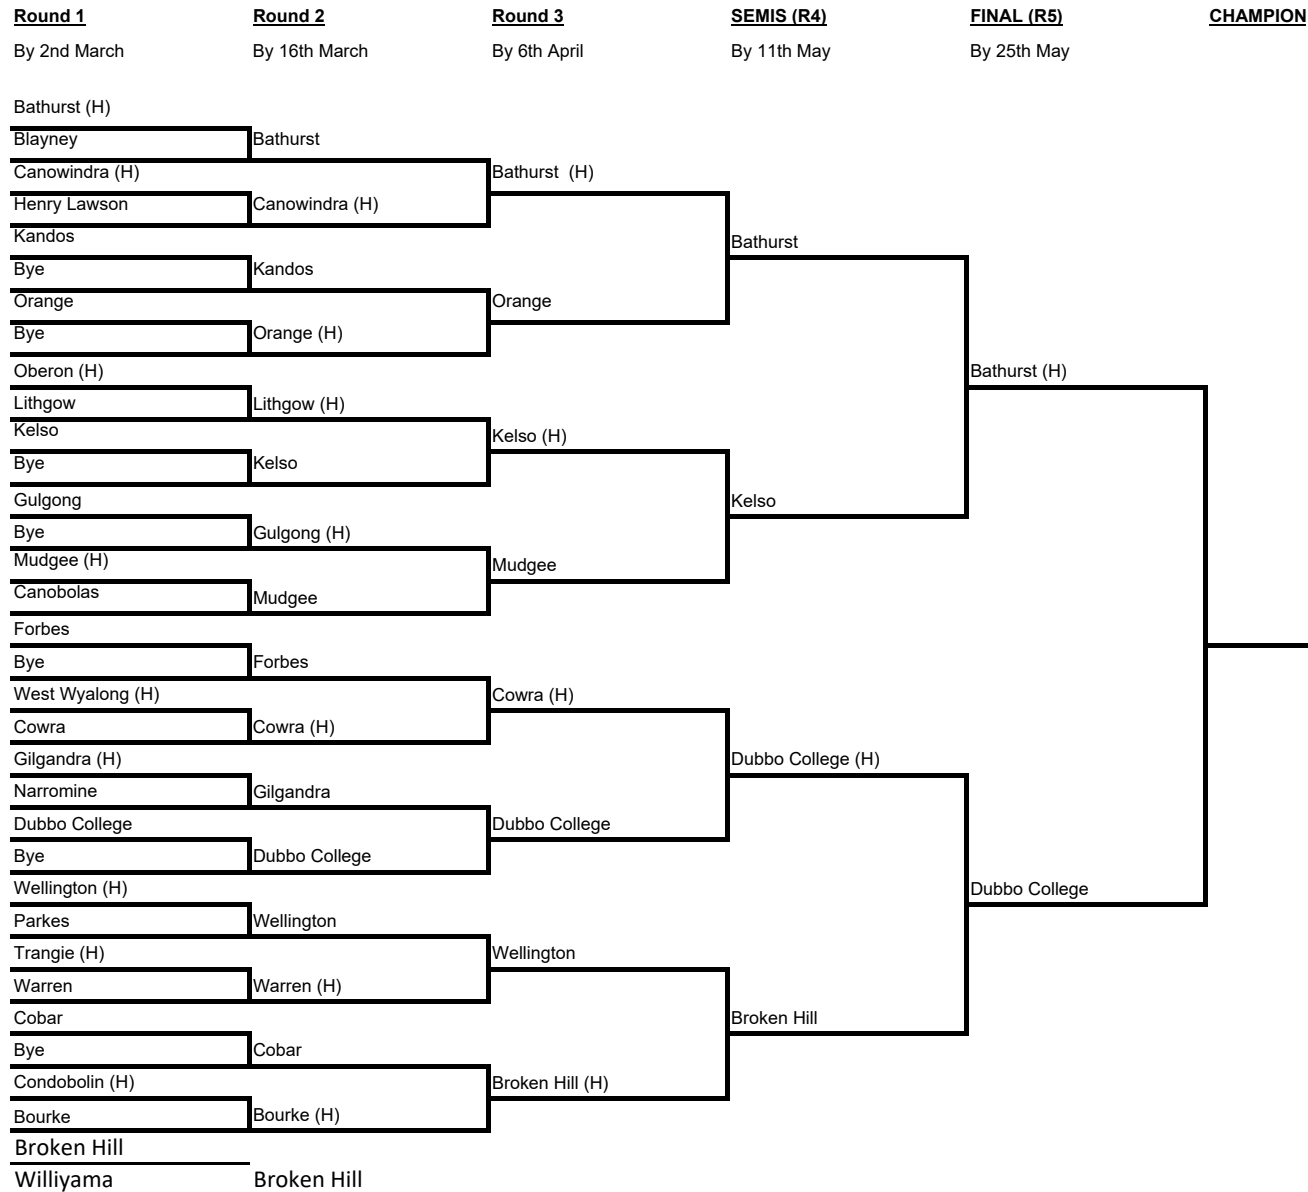 Round 1 Round 2 Round 3 SEMIS (R4) FINAL (R5) CHAMPION
By 2nd March By 16th March By 6th April By 11th May By 25th May
Bathurst (H)
Blayney Bathurst
Canowindra (H) Bathurst  (H)
Henry Lawson Canowindra (H)
Kandos
Bathurst
Bye Kandos
Orange Orange
Bye Orange (H)
Oberon (H) Bathurst (H)
Lithgow Lithgow (H)
Kelso Kelso (H)
Bye Kelso
Gulgong Kelso
Bye Gulgong (H)
Mudgee (H) Mudgee
Canobolas Mudgee
Forbes
Bye Forbes
West Wyalong (H) Cowra (H)
Cowra Cowra (H)
Gilgandra (H) Dubbo College (H)
Narromine Gilgandra
Dubbo College Dubbo College
Bye Dubbo College
Wellington (H) Dubbo College
Parkes Wellington
Trangie (H) Wellington
Warren Warren (H)
Cobar Broken Hill
Bye Cobar
Condobolin (H) Broken Hill (H)
Bourke Bourke (H)
Broken Hill
Williyama Broken Hill